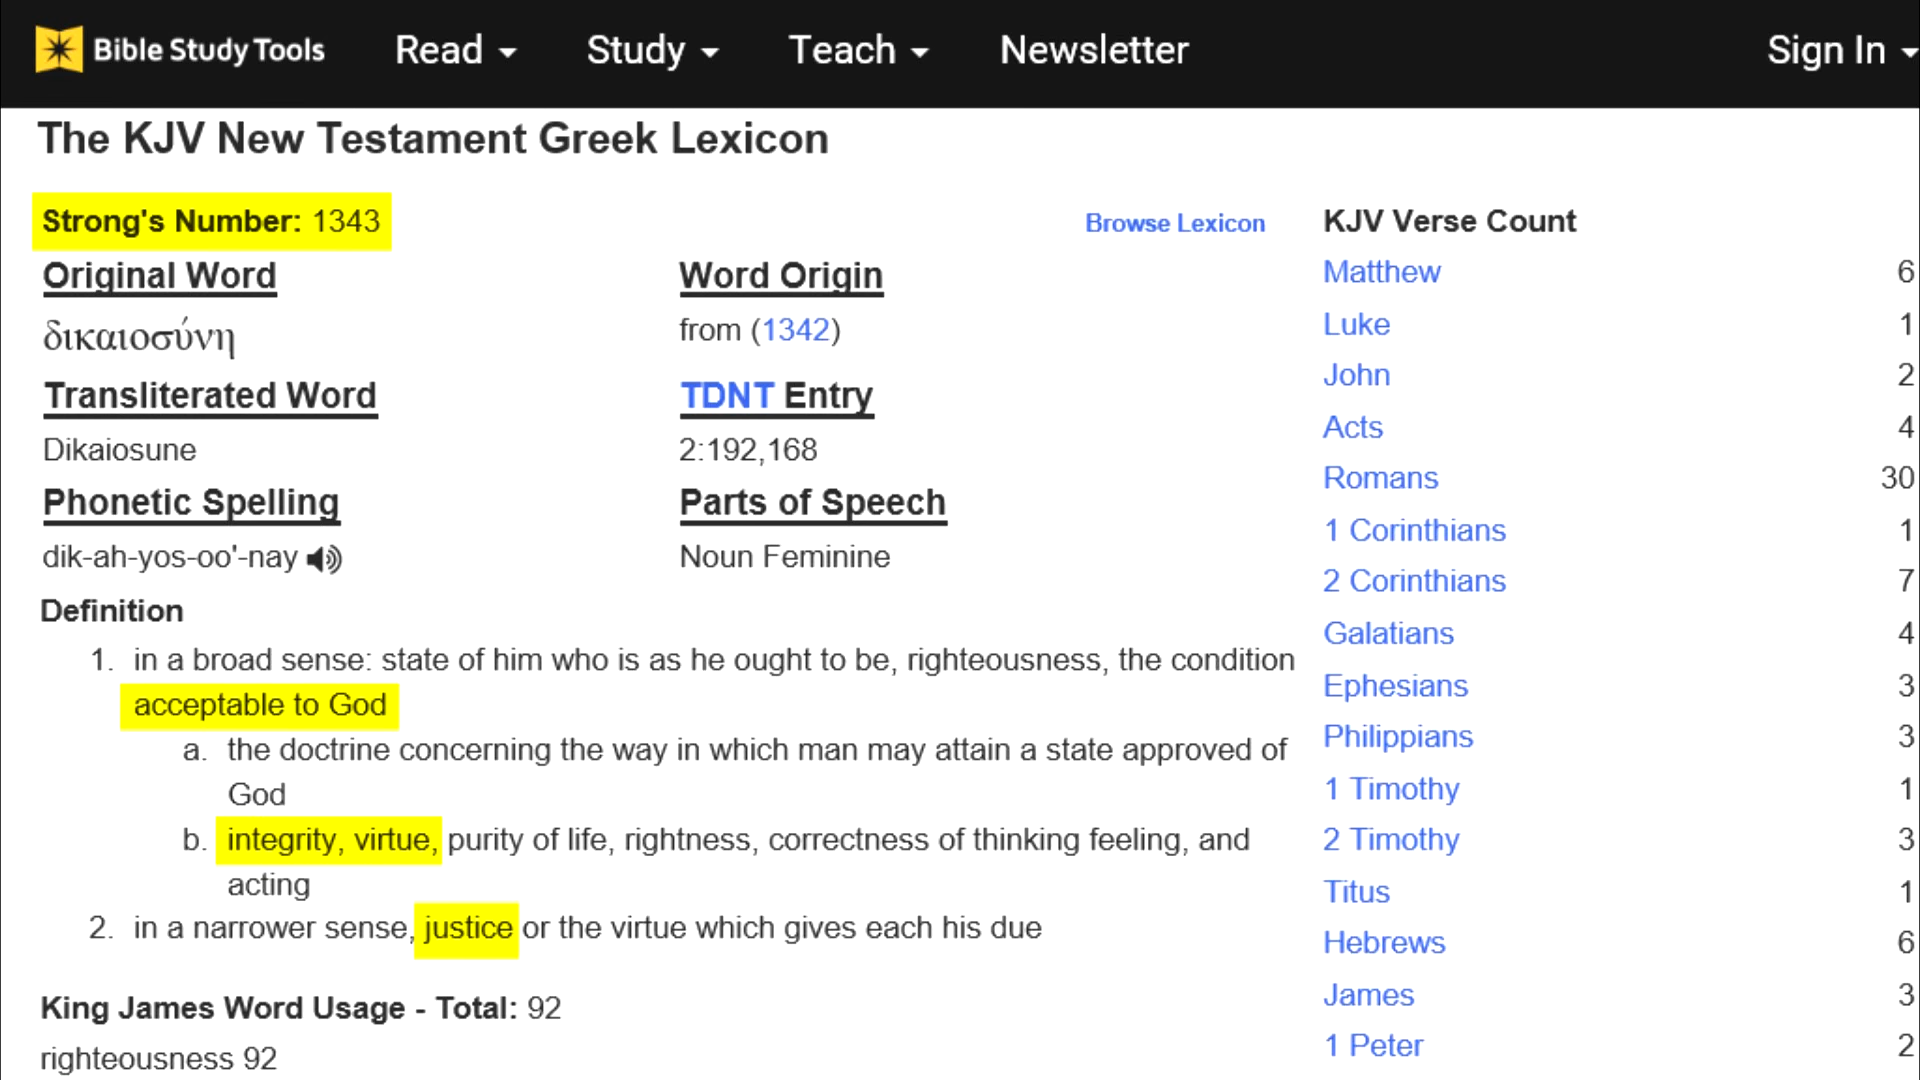 Bible Study Tools Read Study Teach Newsletter Sign In
The KJV New Testament Greek Lexicon
Strong's Number: 1343
Browse Lexicon
Original Word
Word Origin
δικαιοσύνη
from (1342)
Transliterated Word
TDNT Entry
Dikaiosune
2:192,168
Phonetic Spelling
Parts of Speech
dik-ah-yos-oo'-nay
Noun Feminine
Definition
1. in a broad sense: state of him who is as he ought to be, righteousness, the condition
acceptable to God
a. the doctrine concerning the way in which man may attain a state approved of
God
b. integrity, virtue, purity of life, rightness, correctness of thinking feeling, and
acting
2. in a narrower sense, justice or the virtue which gives each his due
King James Word Usage - Total: 92
righteousness 92
KJV Verse Count
Matthew 6
Luke 1
John 2
Acts 4
Romans 30
1 Corinthians 1
2 Corinthians 7
Galatians 4
Ephesians 3
Philippians 3
1 Timothy 1
2 Timothy 3
Titus 1
Hebrews 6
James 3
1 Peter 2